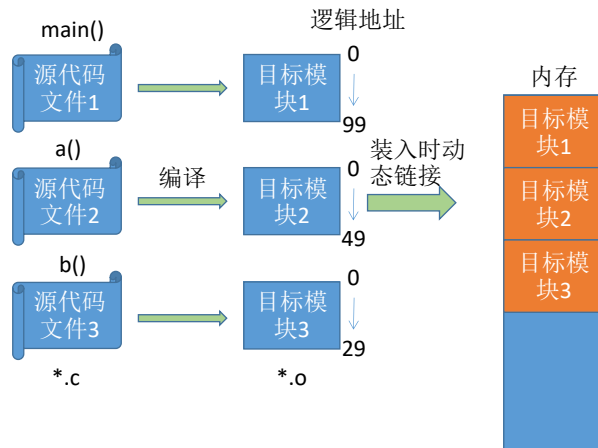 逻辑地址
main()
源代码
文件1
目标模
块1
0
99
内存
目标模
块1
a()
源代码
文件2
编译
目标模
块2
0
49
装入时动
态链接
目标模
块2
b()
源代码
文件3
目标模
块3
0
29
目标模
块3
*.c
*.o